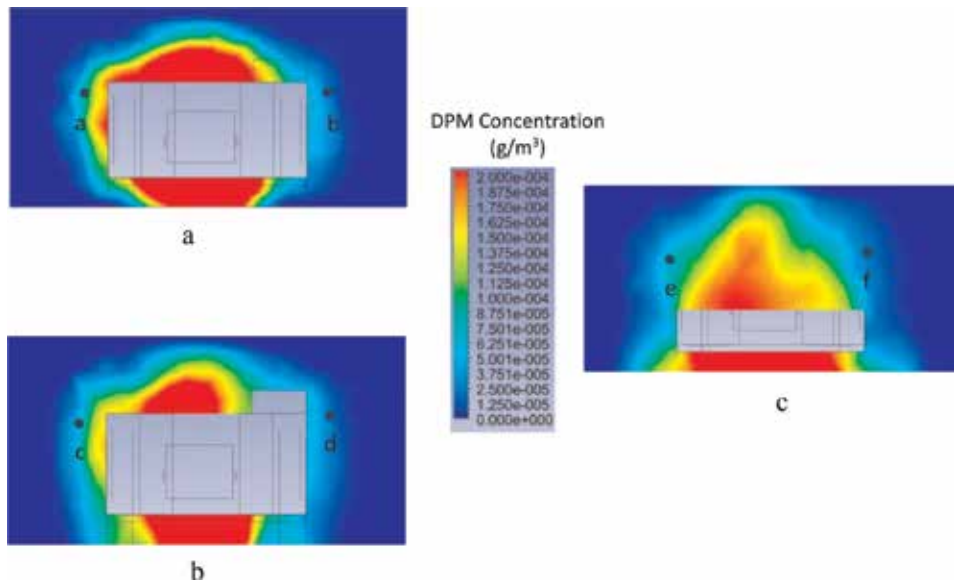 a
b
a
DPM Concentration
(g/m³)
2.000e-004
1.875e-004
1.750e-004
1.625e-004
1.500e-004
1.375e-004
1.250e-004
1.125e-004
1.000e-004
8.751e-005
7.501e-005
6.251e-005
5.001e-005
3.751e-005
2.500e-005
1.250e-005
0.000e+000
e
f
c
c
d
b